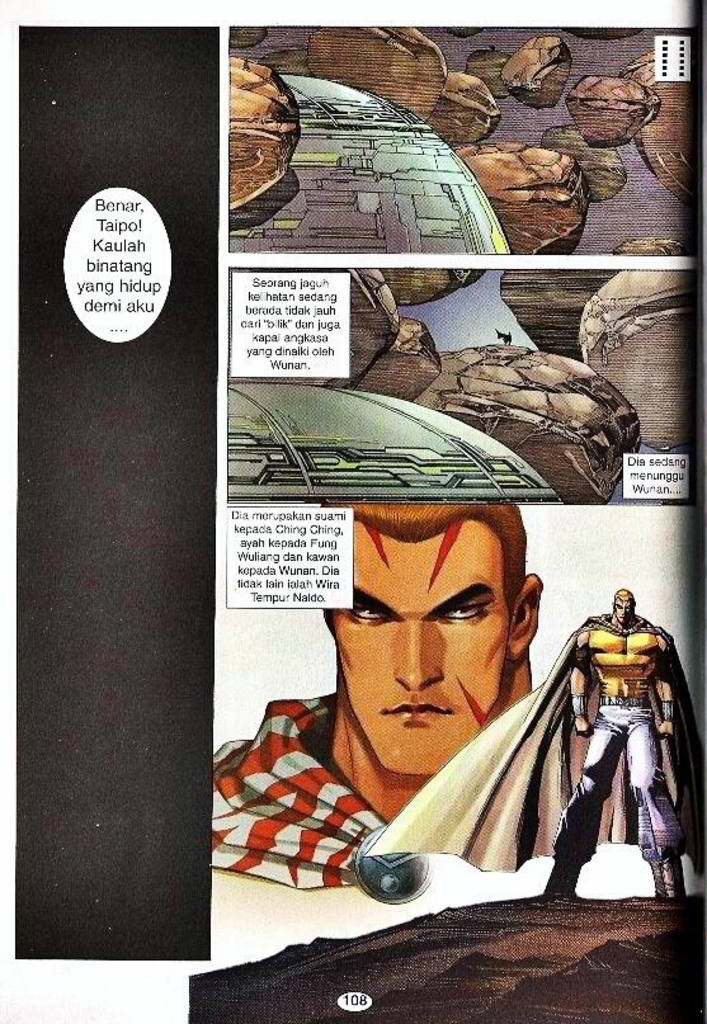 Benar,
Taipo!
Kaulah
binatang
yang hidup
demi aku
....
Seorang jaguh
kelihatan sedang
berada tidak jauh
dari "bilik" dan juga
kapal angkasa
yang dinaiki oleh
Wunan.
Dia sedang
menunggu
Wunan....
Dia merupakan suami
kepada Ching Ching,
ayah kepada Fung
Wuliang dan kawan
kepada Wunan. Dia
tidak lain ialah Wira
Tempur Naldo.
108